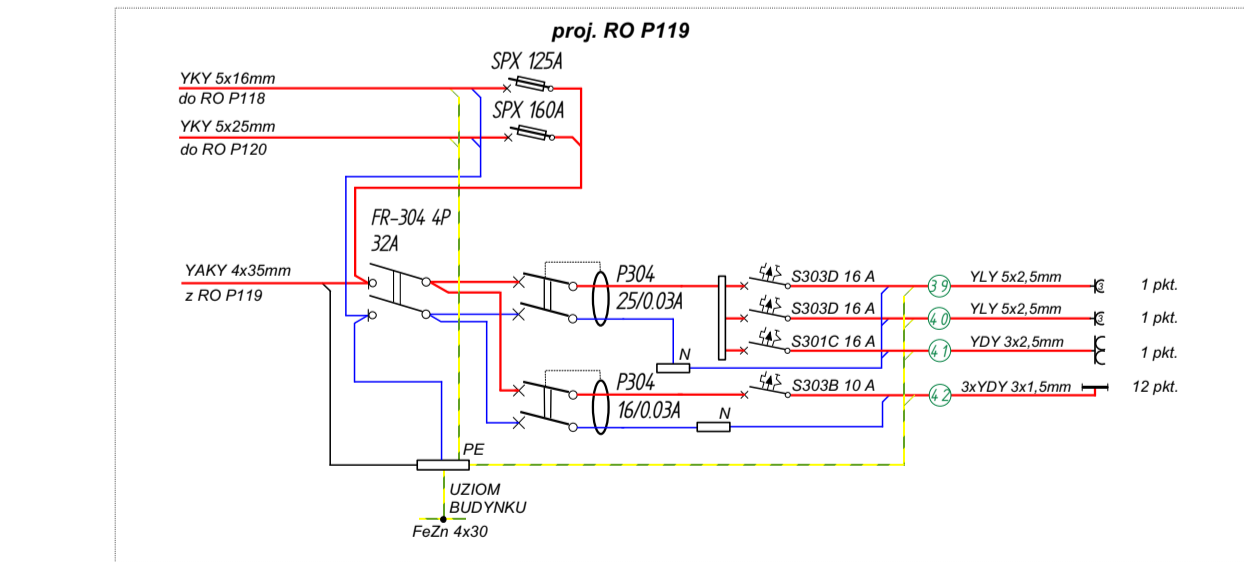 proj. RO P119
SPX 125A
YKY 5x16mm
do RO P118
SPX 160A
YKY 5x25mm
do RO P120
FR-304 4P
32A
YAKY 4x35mm
z RO P119
P304
25/0.03A
S303D 16 A
39
YLY 5x2,5mm
1 pkt.
S303D 16 A
40
YLY 5x2,5mm
1 pkt.
S301C 16 A
41
YDY 3x2,5mm
1 pkt.
N
P304
16/0.03A
S303B 10 A
42
3xYDY 3x1,5mm
12 pkt.
N
PE
UZIOM
BUDYNKU
FeZn 4x30